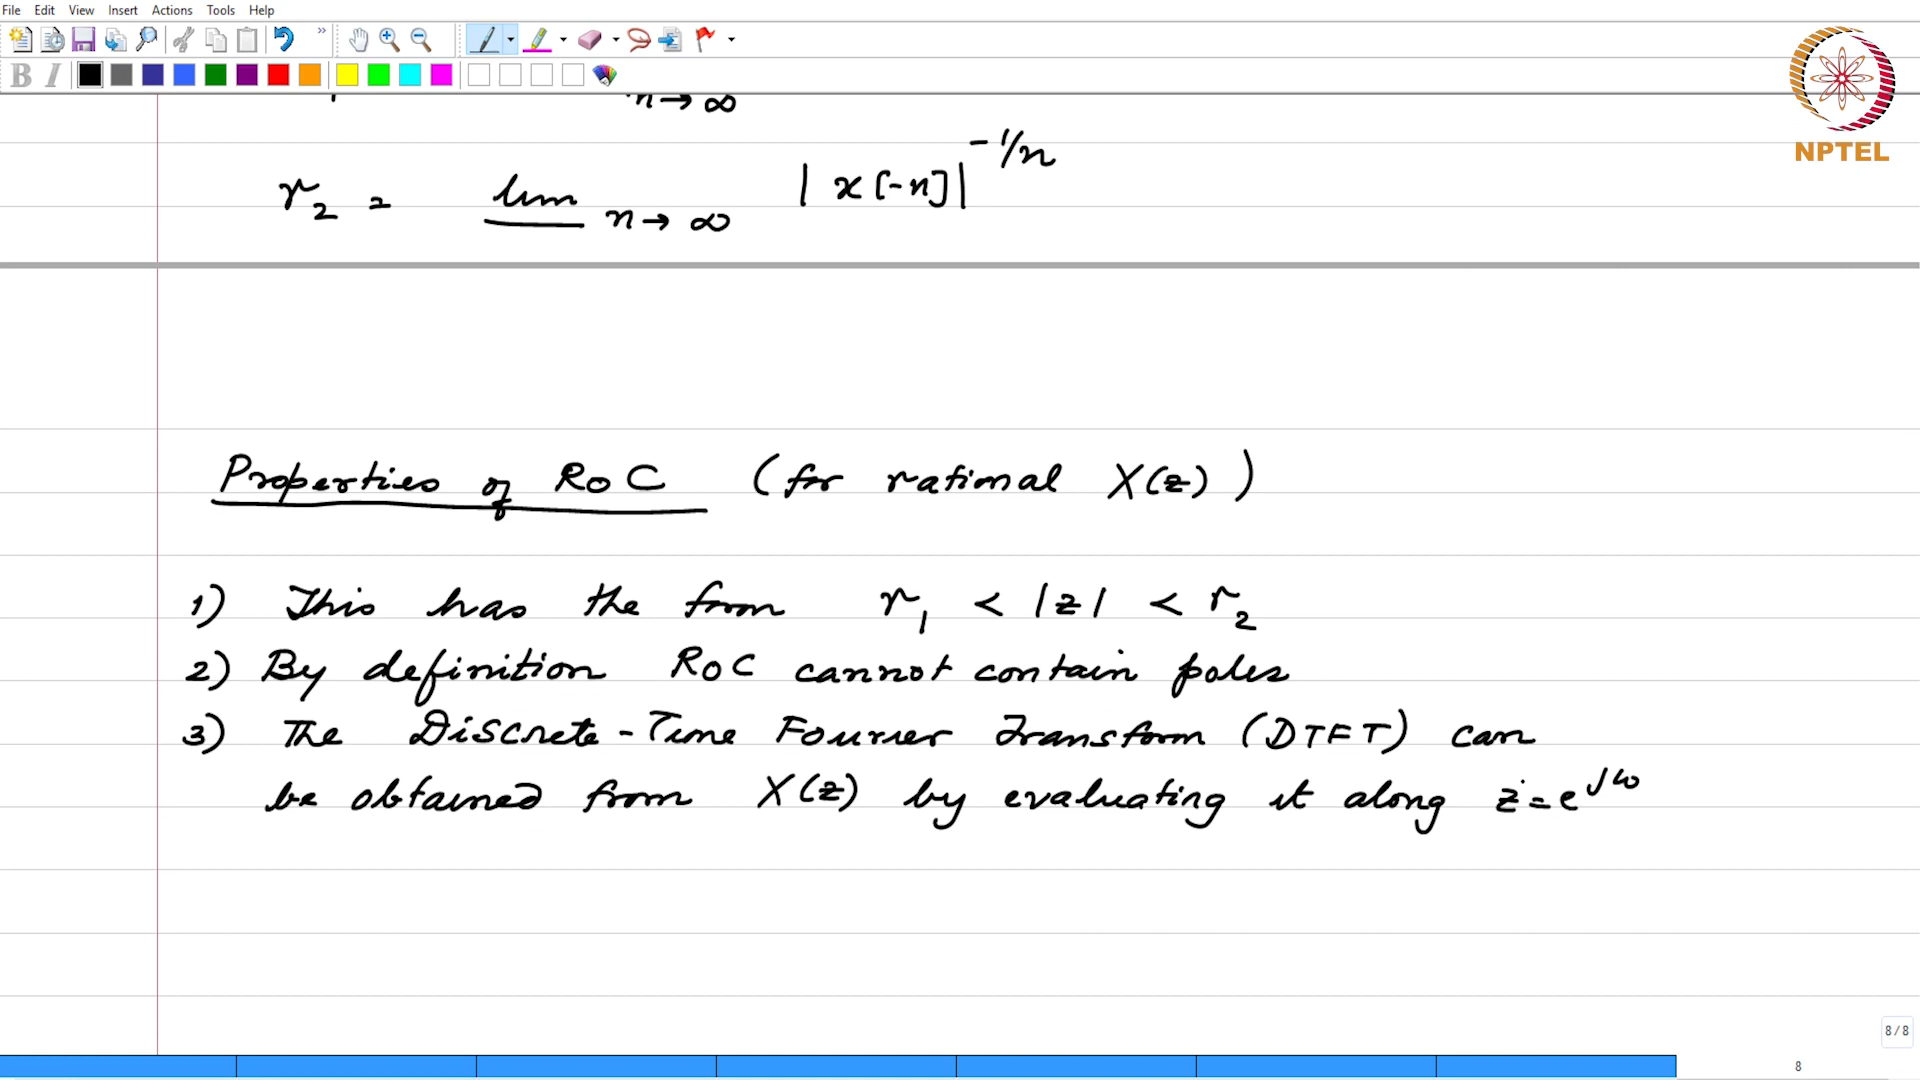 File Edit View Insert Actions Tools Help
B I
NPTEL
n→∞
r₂ = lim n→∞ |x[-n]|^(-1/n)
Properties of RoC (for rational X(z))
1) This has the form r₁ < |z| < r₂
2) By definition RoC cannot contain poles
3) The Discrete-Time Fourier Transform (DTFT) can
be obtained from X(z) by evaluating it along z=e^(jω)
8/8
8